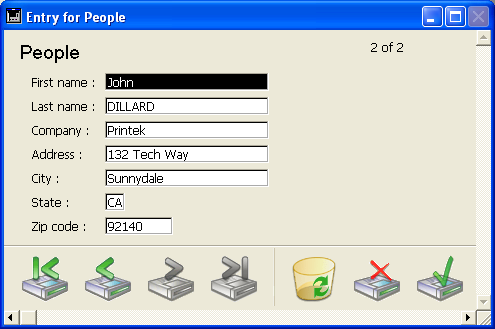 Entry for People
People
2 of 2
First name : John
Last name : DILLARD
Company : Printek
Address : 132 Tech Way
City : Sunnydale
State : CA
Zip code : 92140